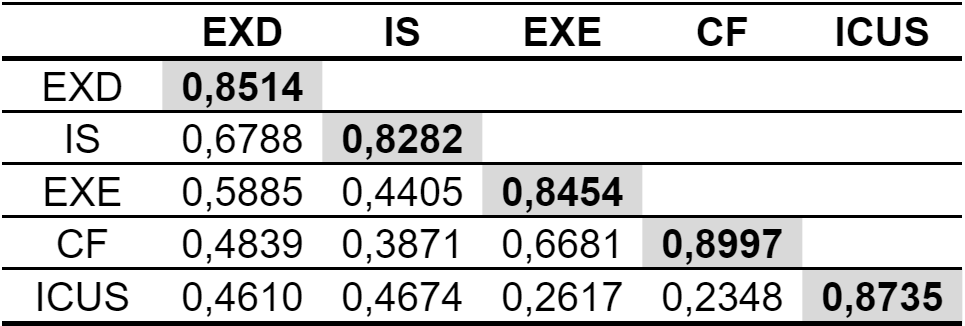 EXD IS EXE CF ICUS
EXD 0,8514
IS 0,6788 0,8282
EXE 0,5885 0,4405 0,8454
CF 0,4839 0,3871 0,6681 0,8997
ICUS 0,4610 0,4674 0,2617 0,2348 0,8735